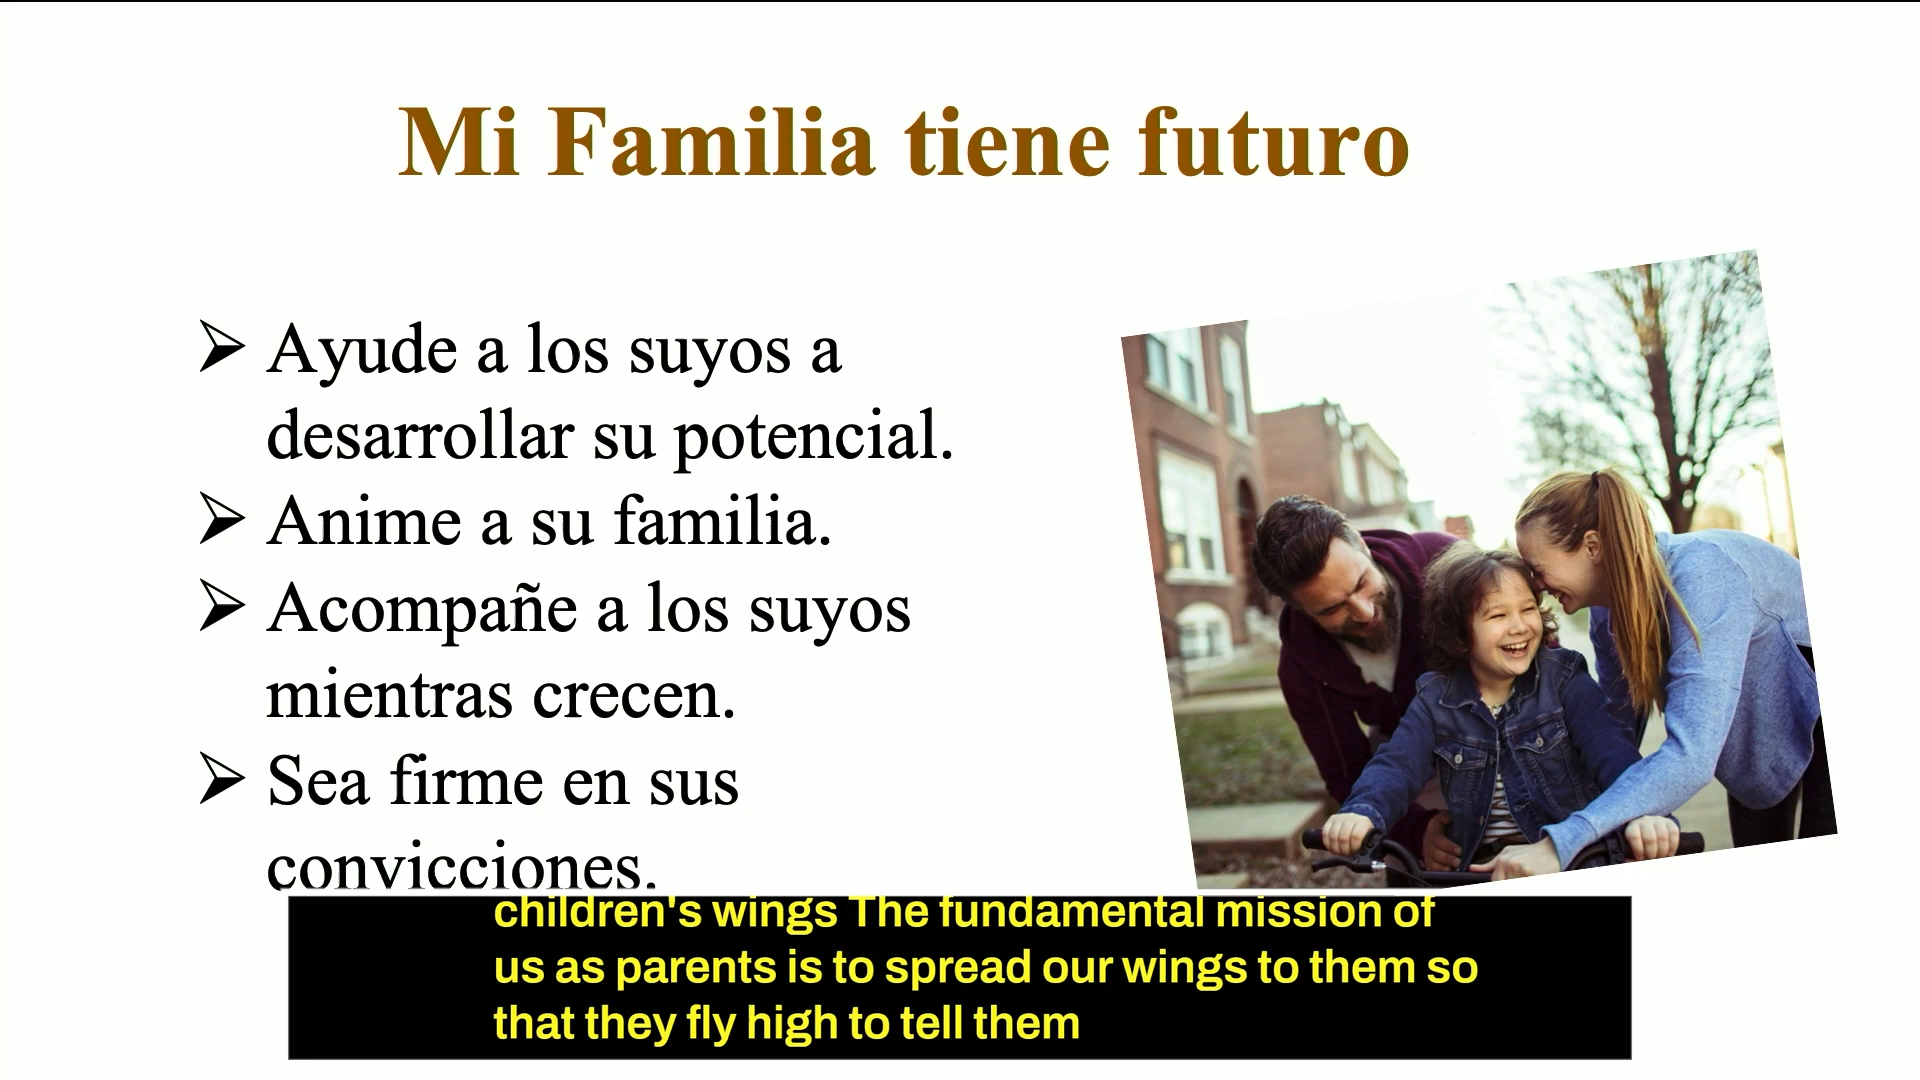 Mi Familia tiene futuro
➢ Ayude a los suyos a
desarrollar su potencial.
➢ Anime a su familia.
➢ Acompañe a los suyos
mientras crecen.
➢ Sea firme en sus
convicciones.
children's wings The fundamental mission of
us as parents is to spread our wings to them so
that they fly high to tell them